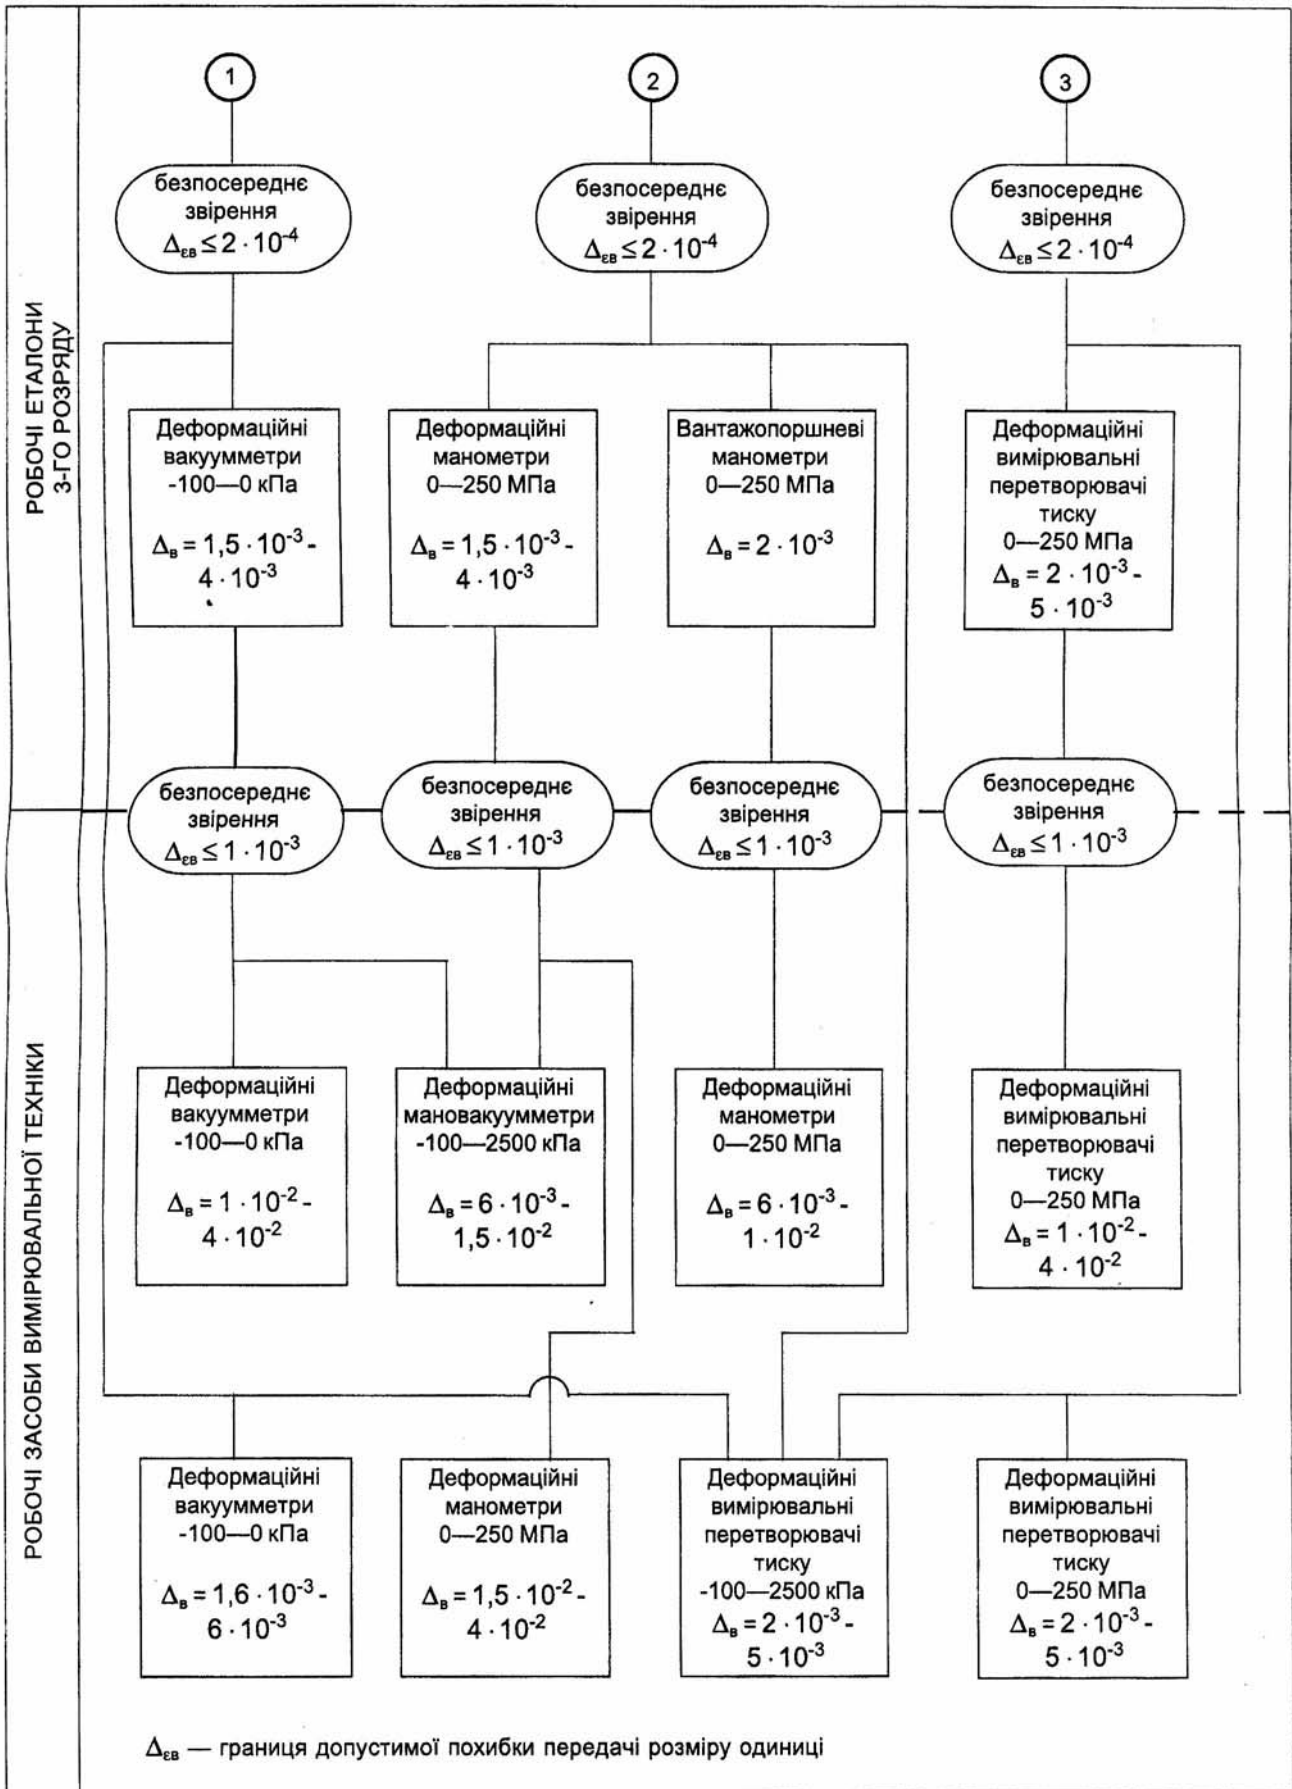 РОБОЧІ ЕТАЛОНИ
3-ГО РОЗРЯДУ
1
2
3
безпосереднє
звірення
Δεв ≤ 2 · 10⁻⁴
безпосереднє
звірення
Δεв ≤ 2 · 10⁻⁴
безпосереднє
звірення
Δεв ≤ 2 · 10⁻⁴
Деформаційні
вакуумметри
-100—0 кПа
Δв = 1,5 · 10⁻³ -
4 · 10⁻³
Деформаційні
манометри
0—250 МПа
Δв = 1,5 · 10⁻³ -
4 · 10⁻³
Вантажопоршневі
манометри
0—250 МПа
Δв = 2 · 10⁻³
Деформаційні
вимірювальні
перетворювачі
тиску
0—250 МПа
Δв = 2 · 10⁻³ -
5 · 10⁻³
безпосереднє
звірення
Δεв ≤ 1 · 10⁻³
безпосереднє
звірення
Δεв ≤ 1 · 10⁻³
безпосереднє
звірення
Δεв ≤ 1 · 10⁻³
безпосереднє
звірення
Δεв ≤ 1 · 10⁻³
РОБОЧІ ЗАСОБИ ВИМІРЮВАЛЬНОЇ ТЕХНІКИ
Деформаційні
вакуумметри
-100—0 кПа
Δв = 1 · 10⁻² -
4 · 10⁻²
Деформаційні
мановакуумметри
-100—2500 кПа
Δв = 6 · 10⁻³ -
1,5 · 10⁻²
Деформаційні
манометри
0—250 МПа
Δв = 6 · 10⁻³ -
1 · 10⁻²
Деформаційні
вимірювальні
перетворювачі
тиску
0—250 МПа
Δв = 1 · 10⁻² -
4 · 10⁻²
Деформаційні
вакуумметри
-100—0 кПа
Δв = 1,6 · 10⁻³ -
6 · 10⁻³
Деформаційні
манометри
0—250 МПа
Δв = 1,5 · 10⁻² -
4 · 10⁻²
Деформаційні
вимірювальні
перетворювачі
тиску
-100—2500 кПа
Δв = 2 · 10⁻³ -
5 · 10⁻³
Деформаційні
вимірювальні
перетворювачі
тиску
0—250 МПа
Δв = 2 · 10⁻³ -
5 · 10⁻³
Δεв — границя допустимої похибки передачі розміру одиниці